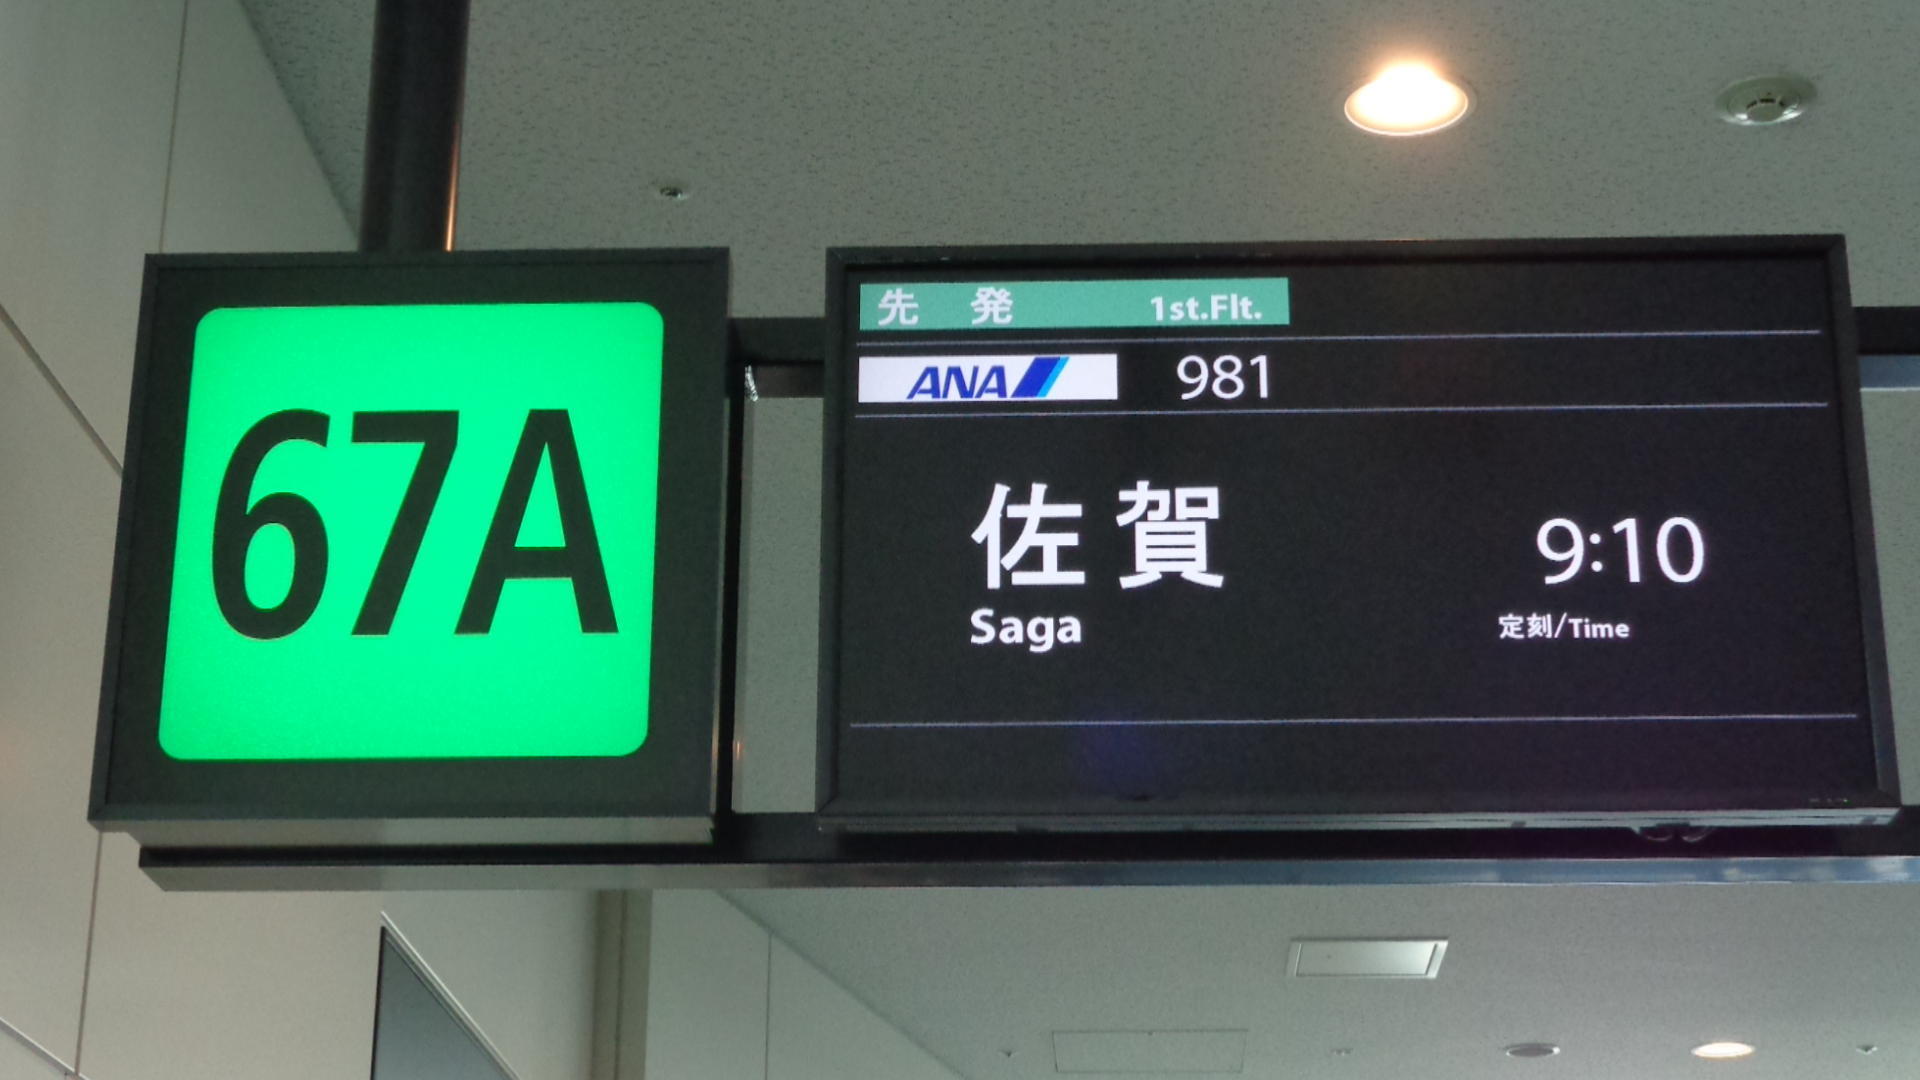 67A
先 発 1st.Flt.
ANA 981
佐賀 9:10
Saga 定刻/Time